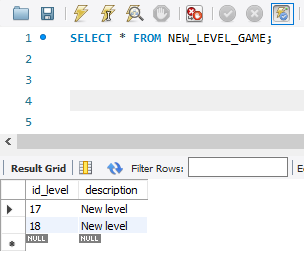 1 SELECT * FROM NEW_LEVEL_GAME;
2
3
4
5
Result Grid Filter Rows: E
id_level description
17 New level
18 New level
NULL NULL